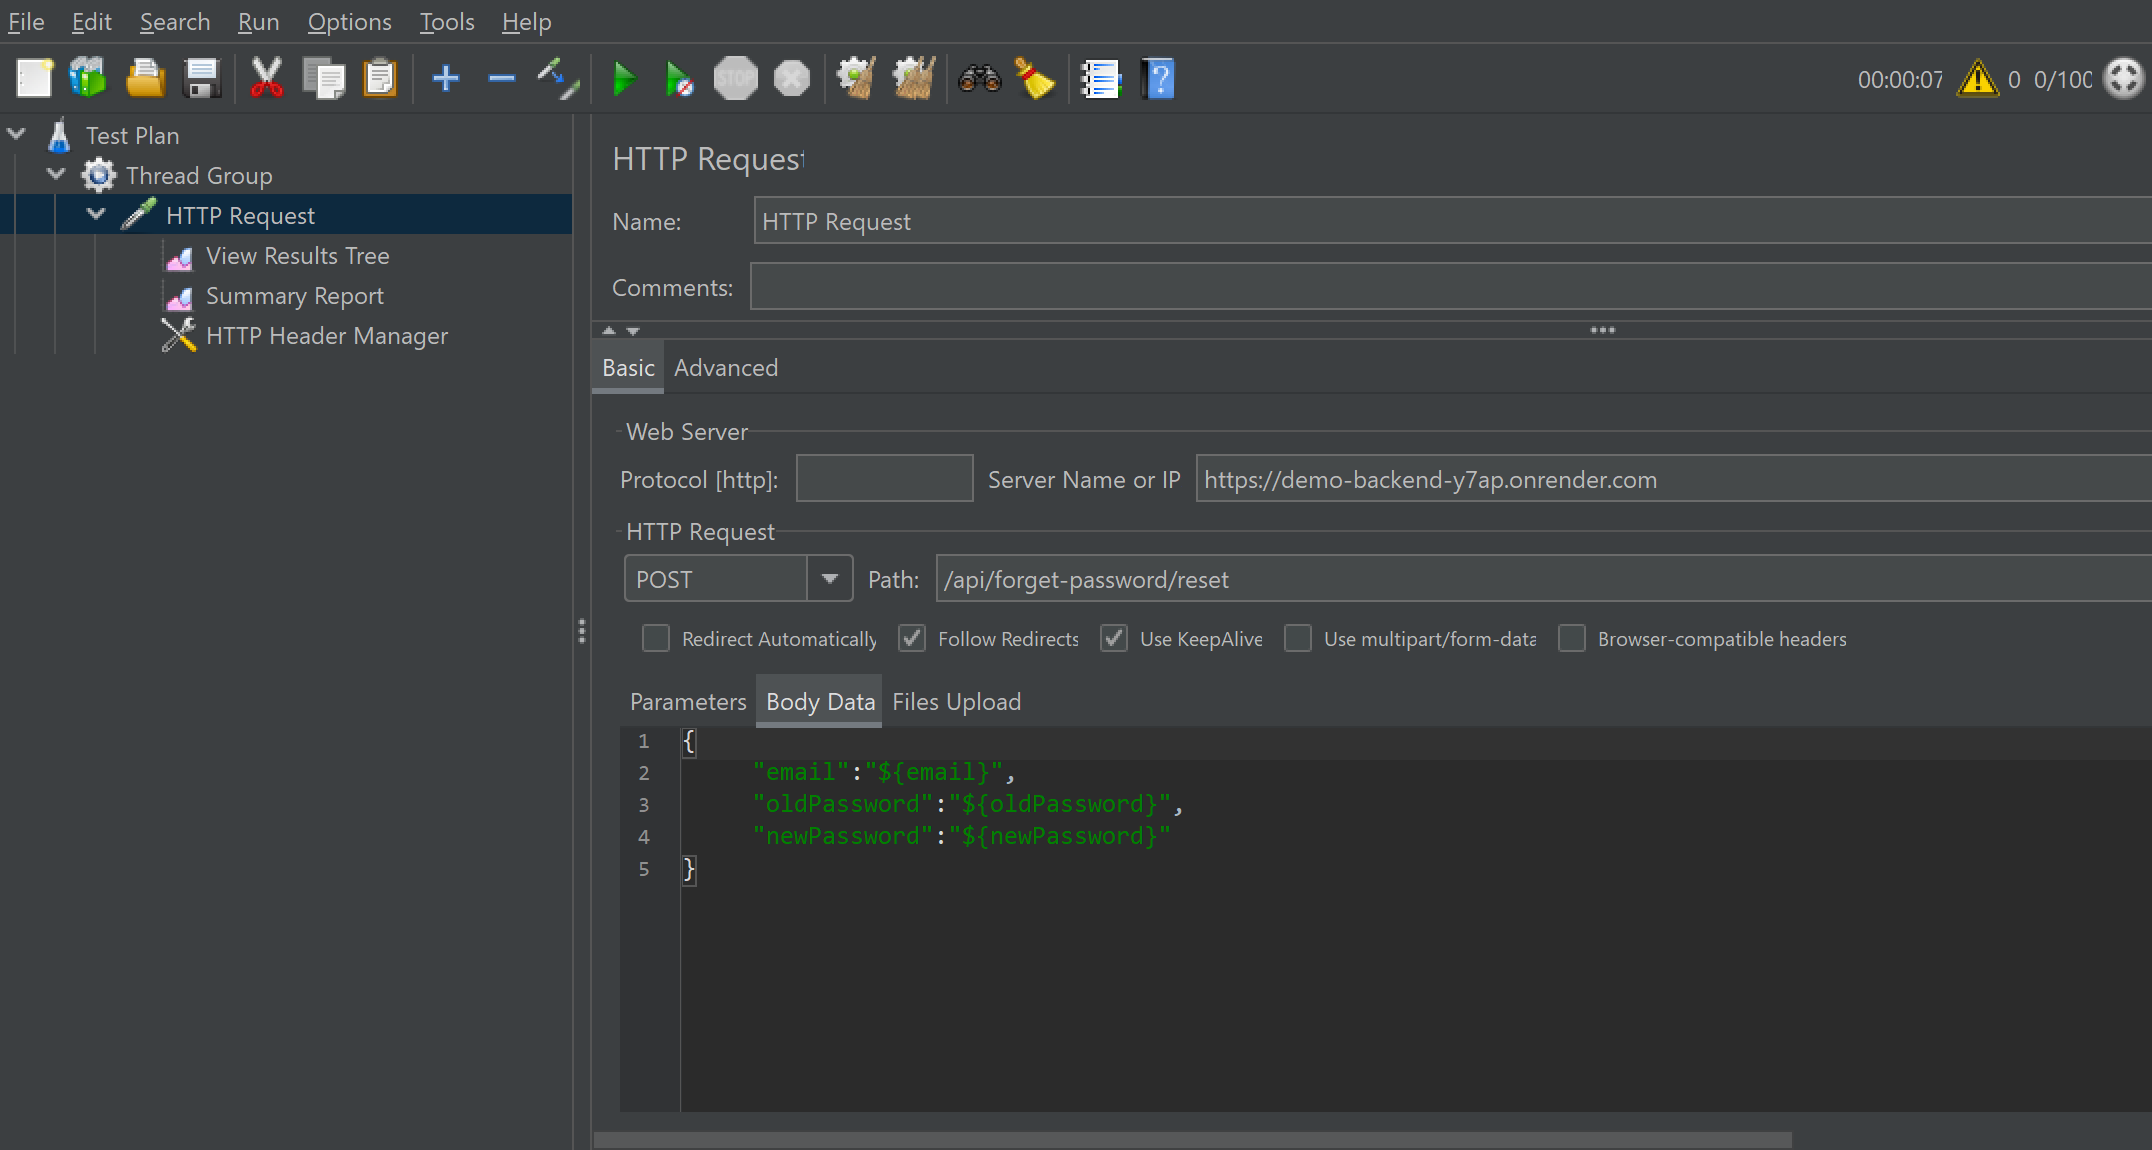 File Edit Search Run Options Tools Help
STOP
00:00:07 0 0/100
Test Plan
Thread Group
HTTP Request
View Results Tree
Summary Report
HTTP Header Manager
HTTP Request
Name: HTTP Request
Comments:
Basic Advanced
Web Server
Protocol [http]: Server Name or IP https://demo-backend-y7ap.onrender.com
HTTP Request
POST Path: /api/forget-password/reset
Redirect Automatically Follow Redirects Use KeepAlive Use multipart/form-data Browser-compatible headers
Parameters Body Data Files Upload
1 {
2 "email":"${email}",
3 "oldPassword":"${oldPassword}",
4 "newPassword":"${newPassword}"
5 }